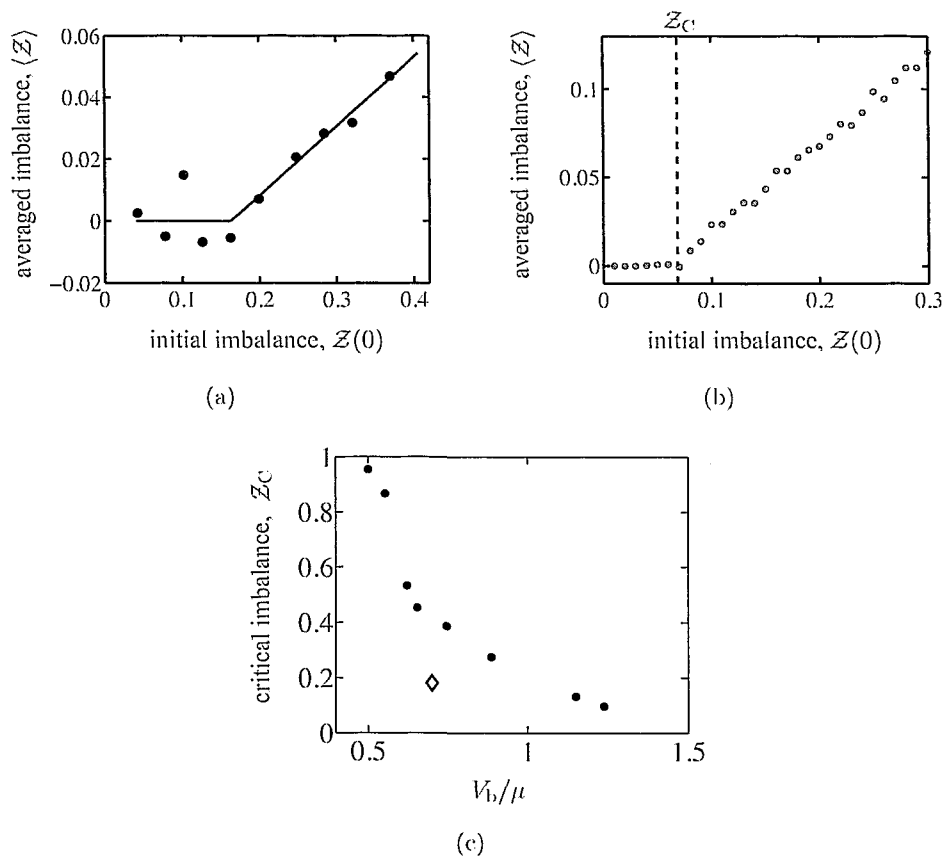 averaged imbalance, ⟨𝒵⟩
0.06
0.04
0.02
0
−0.02
0
0.1
0.2
0.3
0.4
initial imbalance, 𝒵(0)
(a)
𝒵C
averaged imbalance, ⟨𝒵⟩
0.1
0.05
0
0
0.1
0.2
0.3
initial imbalance, 𝒵(0)
(b)
critical imbalance, 𝒵C
1
0.8
0.6
0.4
0.2
0
0.5
1
1.5
Vb/μ
(c)